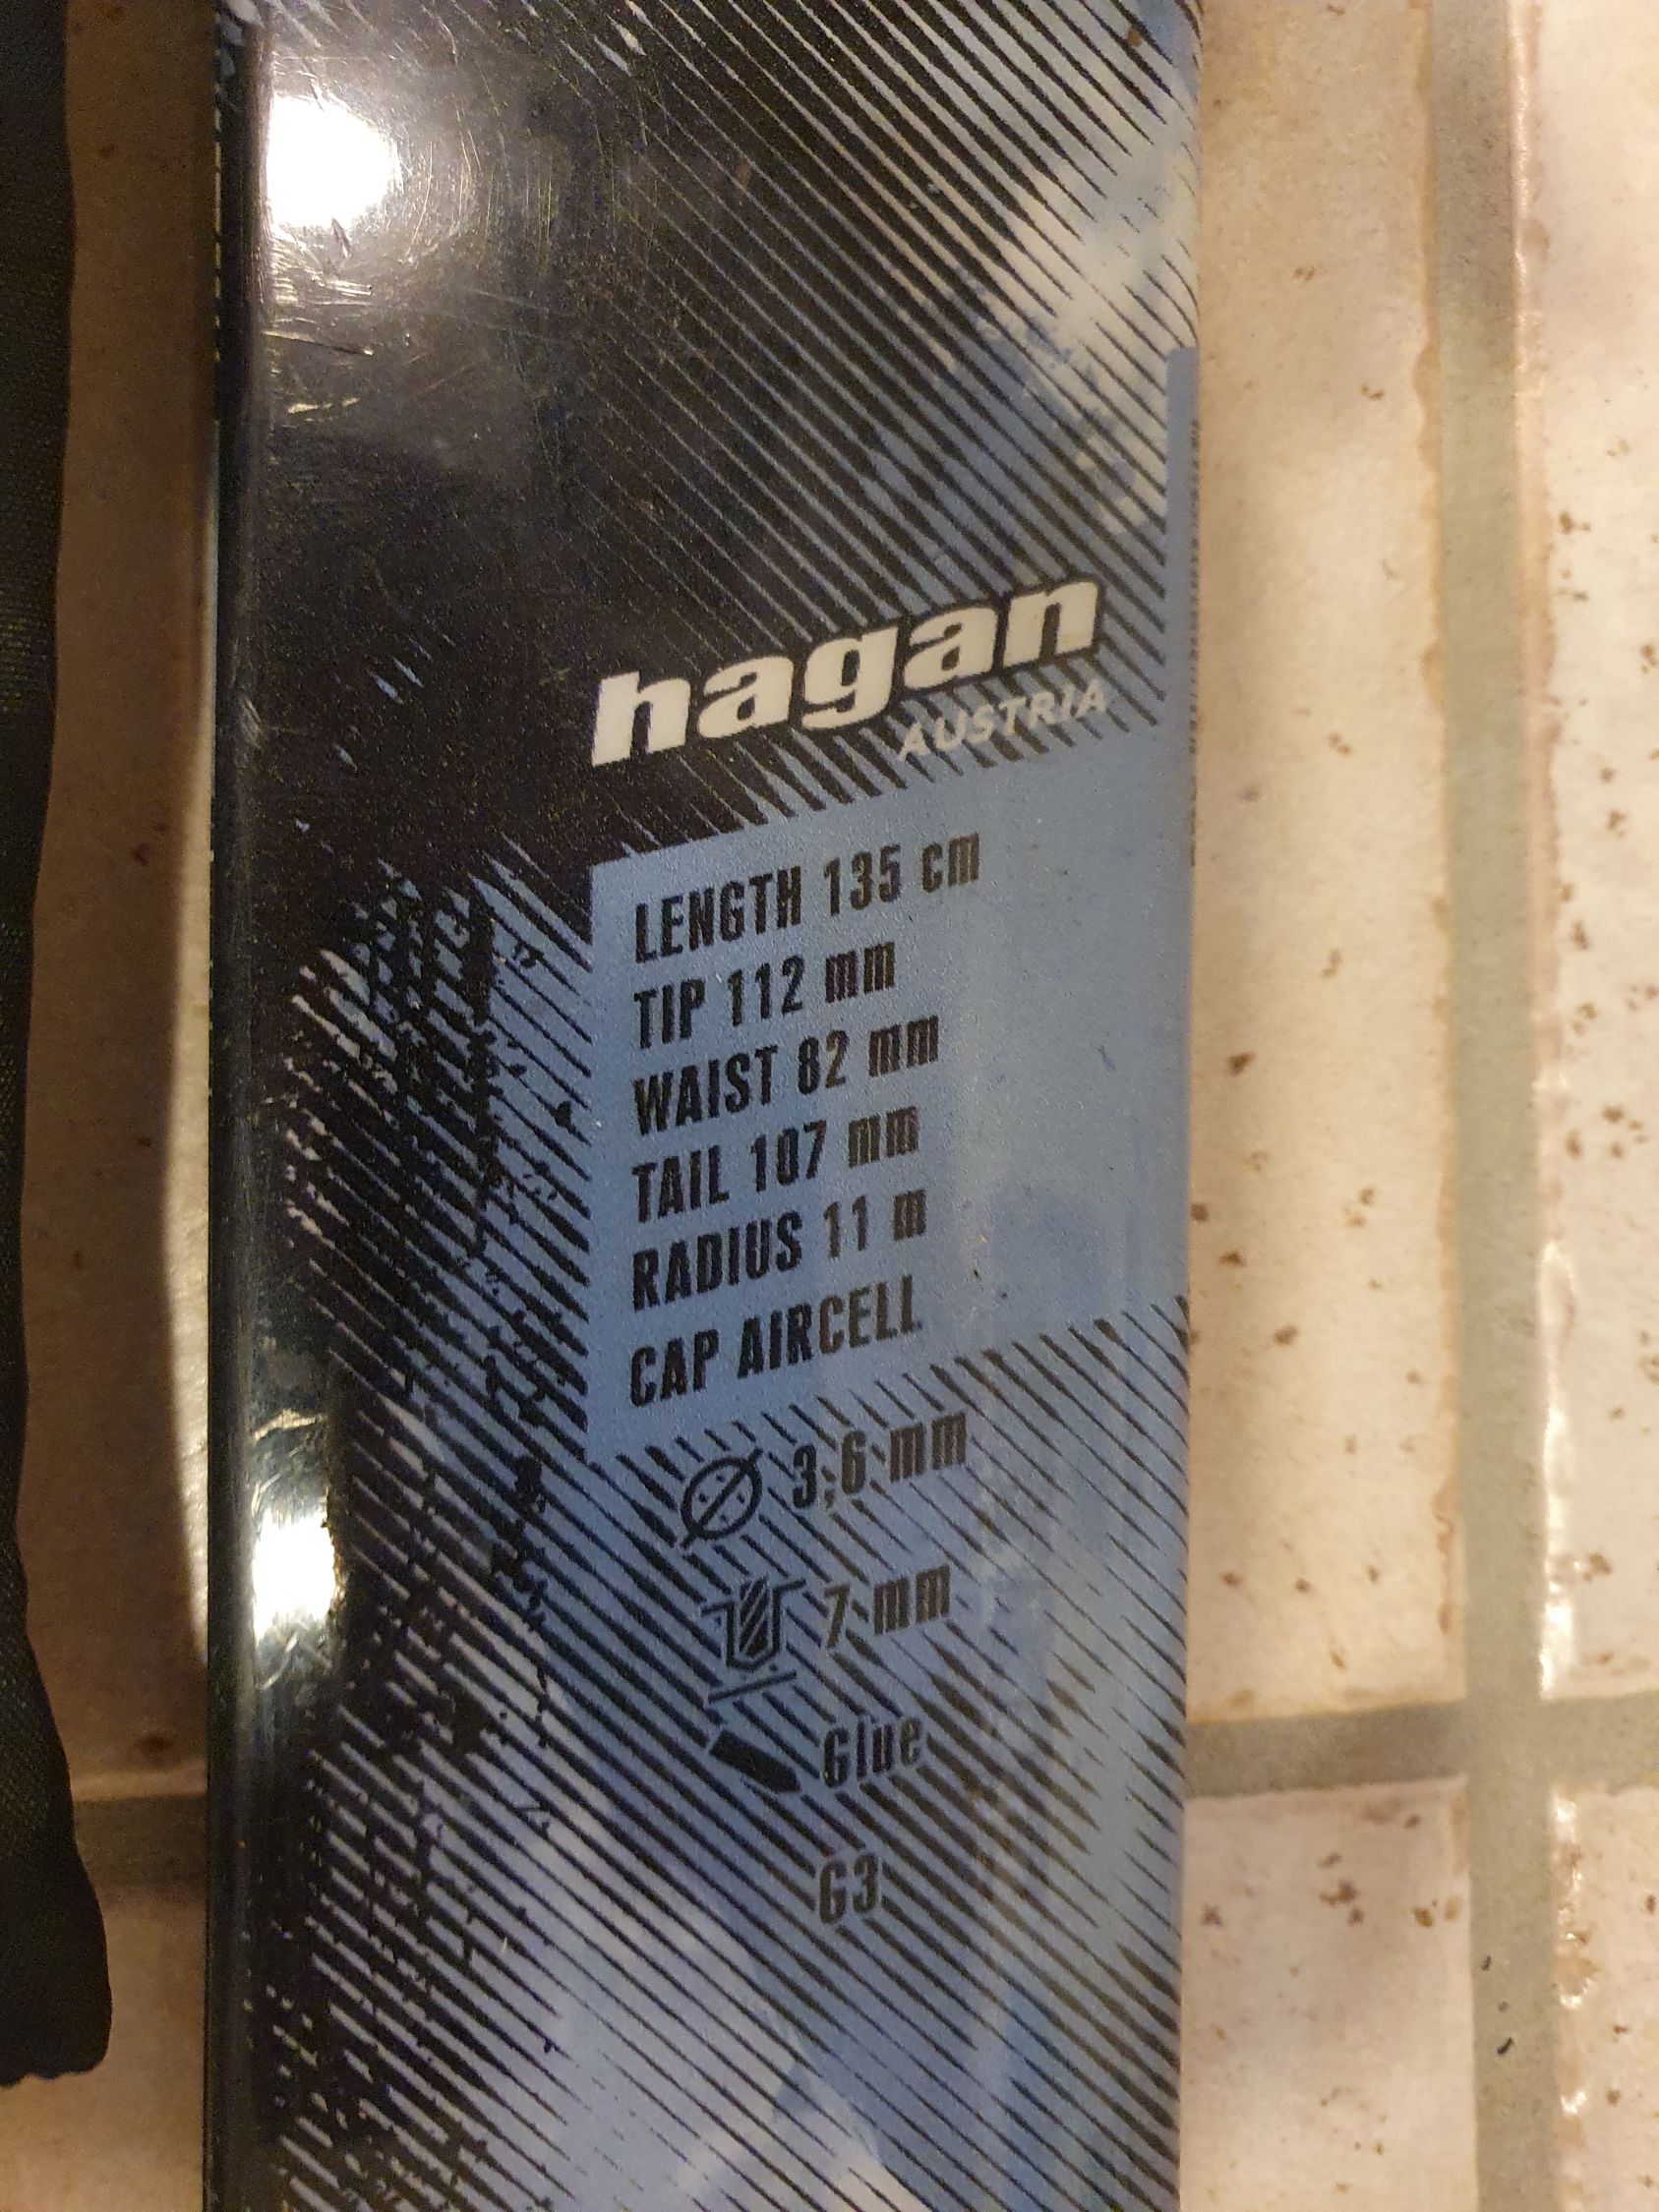 hagan
AUSTRIA
LENGTH 135 cm
TIP 112 mm
WAIST 82 mm
TAIL 107 mm
RADIUS 11 m
CAP AIRCELL
Ø 3,6 mm
7 mm
Glue
G3